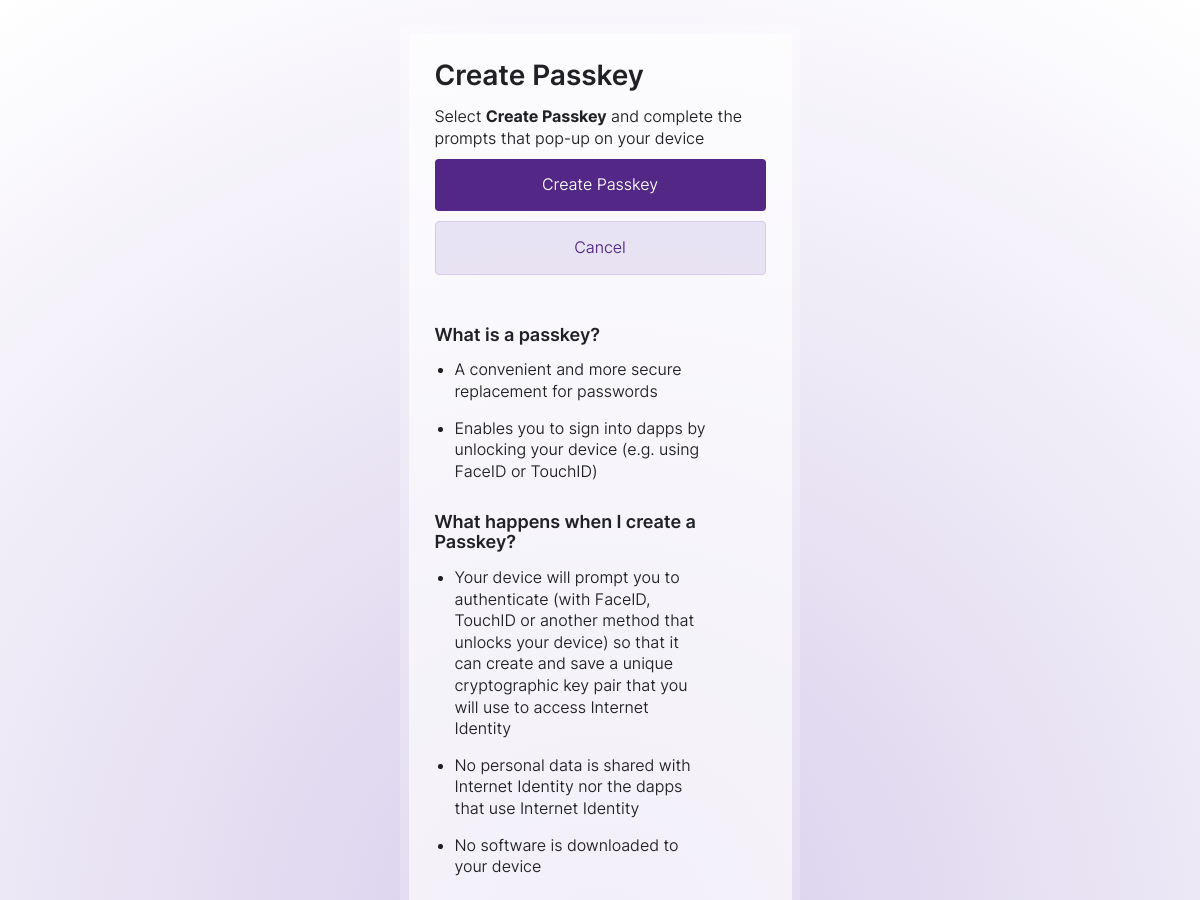 Create Passkey
Select Create Passkey and complete the
prompts that pop-up on your device
Create Passkey
Cancel
What is a passkey?
A convenient and more secure
replacement for passwords
Enables you to sign into dapps by
unlocking your device (e.g. using
FaceID or TouchID)
What happens when I create a
Passkey?
Your device will prompt you to
authenticate (with FaceID,
TouchID or another method that
unlocks your device) so that it
can create and save a unique
cryptographic key pair that you
will use to access Internet
Identity
No personal data is shared with
Internet Identity nor the dapps
that use Internet Identity
No software is downloaded to
your device